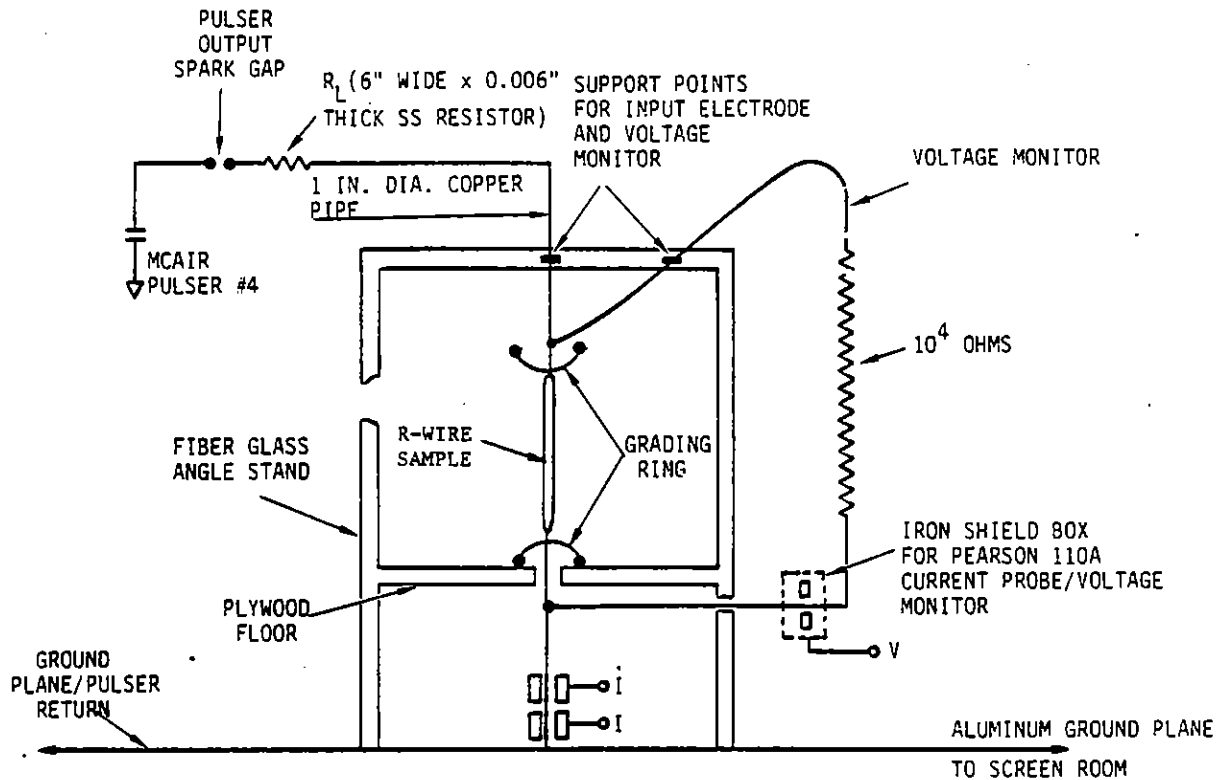 PULSER
OUTPUT
SPARK GAP
R_L (6" WIDE x 0.006"
THICK SS RESISTOR)
SUPPORT POINTS
FOR INPUT ELECTRODE
AND VOLTAGE
MONITOR
VOLTAGE MONITOR
1 IN. DIA. COPPER
PIPF
MCAIR
PULSER #4
10⁴ OHMS
FIBER GLASS
ANGLE STAND
R-WIRE
SAMPLE
GRADING
RING
IRON SHIELD BOX
FOR PEARSON 110A
CURRENT PROBE/VOLTAGE
MONITOR
PLYWOOD
FLOOR
V
GROUND
PLANE/PULSER
RETURN
İ
I
ALUMINUM GROUND PLANE
TO SCREEN ROOM